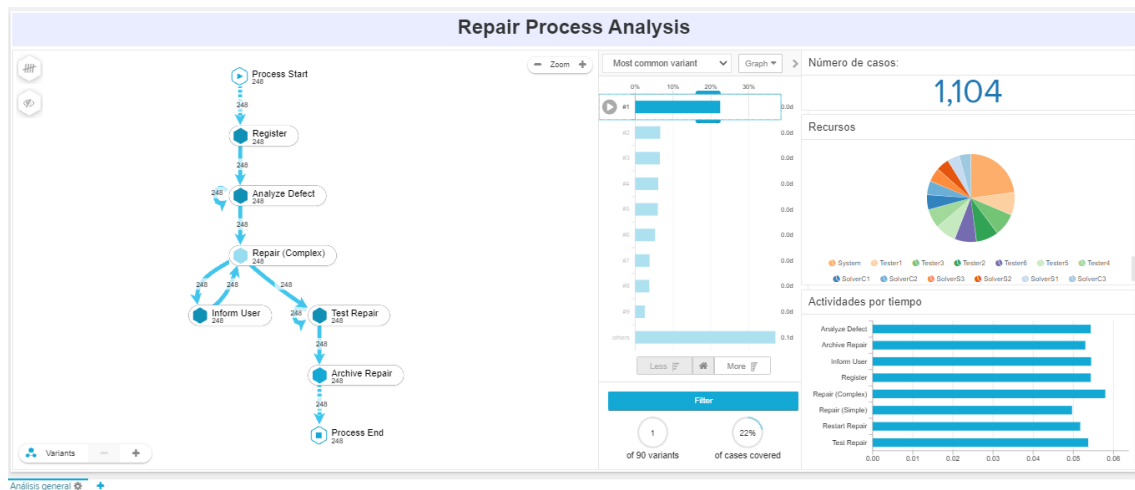 Repair Process Analysis
Zoom
Process Start
248
248
Register
248
248
Analyze Defect
248
248
248
Repair (Complex)
248
248
248
248
Inform User
248
248
Test Repair
248
248
Archive Repair
248
248
Process End
248
Variants
Most common variant
Graph
0%
10%
20%
30%
#1
0.0d
#2
0.0d
#3
0.0d
#4
0.0d
#5
0.0d
#6
0.0d
#7
0.0d
#8
0.0d
#9
0.0d
others
0.1d
Less
More
Filter
1
of 90 variants
22%
of cases covered
Número de casos:
1,104
Recursos
System
Tester1
Tester3
Tester2
Tester6
Tester5
Tester4
SolverC1
SolverC2
SolverS3
SolverS2
SolverS1
SolverC3
Actividades por tiempo
Analyze Defect
Archive Repair
Inform User
Register
Repair (Complex)
Repair (Simple)
Restart Repair
Test Repair
0.00
0.01
0.02
0.03
0.04
0.05
0.06
Análisis general